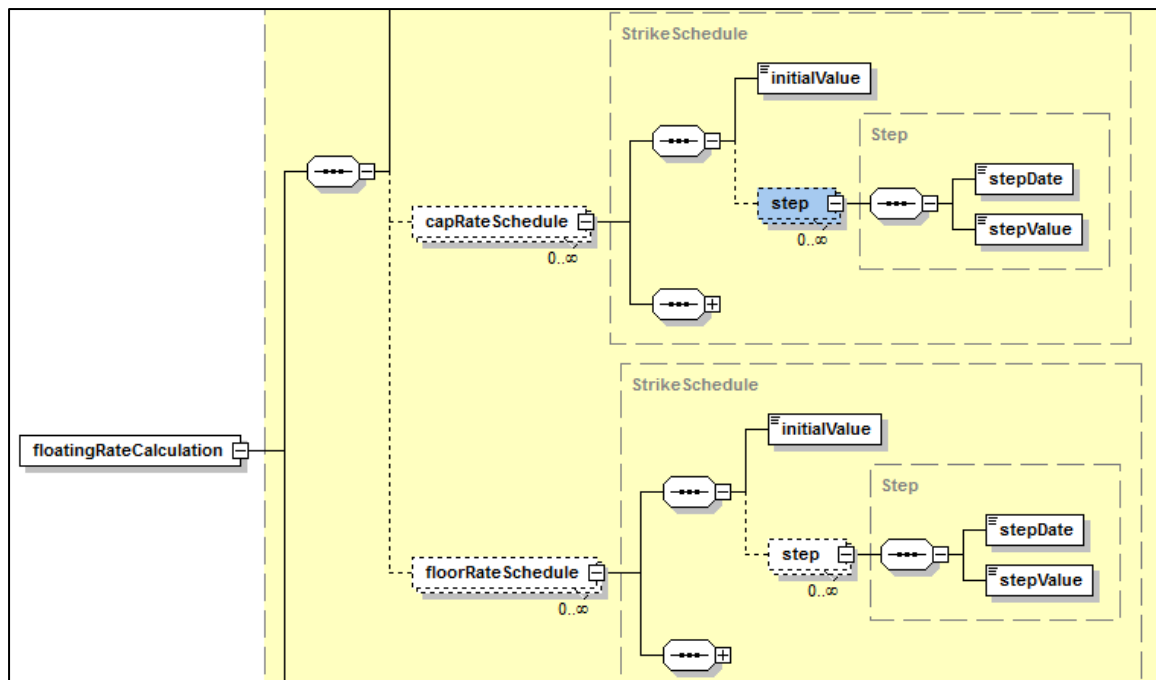 StrikeSchedule
initialValue
Step
stepDate
step
stepValue
0..∞
capRateSchedule
0..∞
StrikeSchedule
initialValue
floatingRateCalculation
Step
stepDate
step
stepValue
0..∞
floorRateSchedule
0..∞